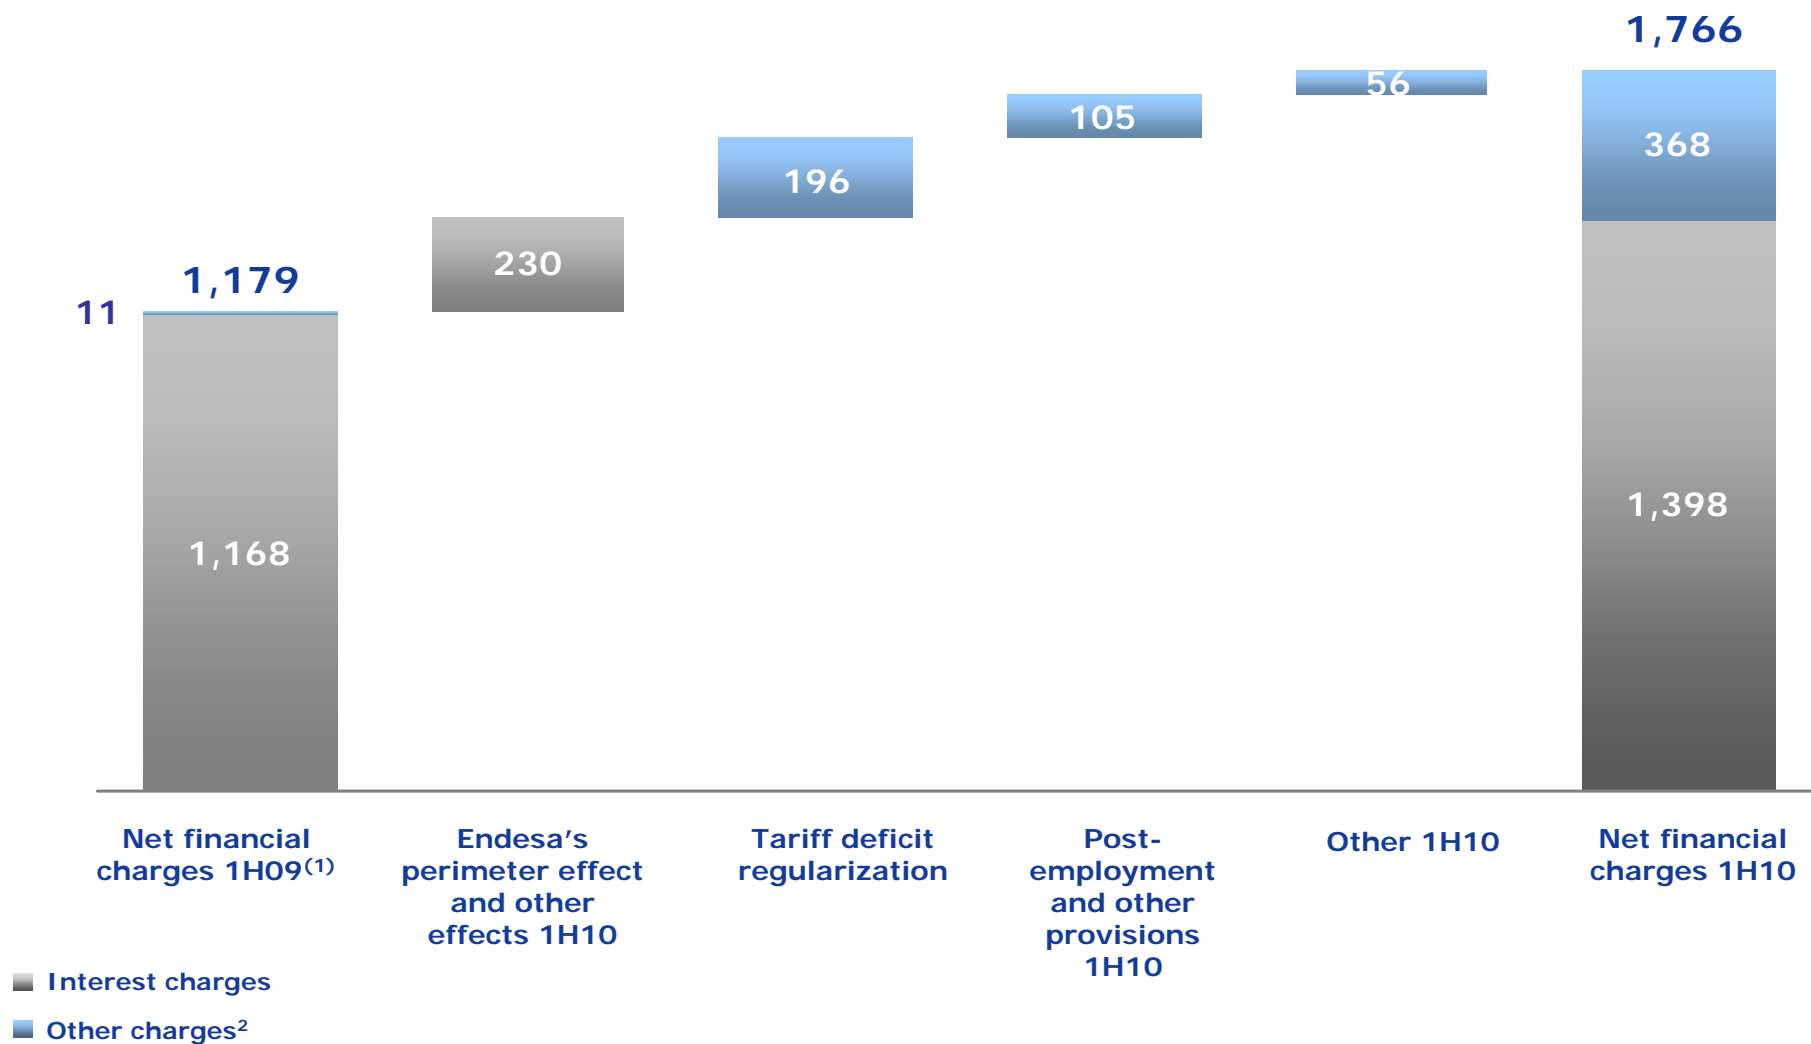 1,766
56
105
368
196
230
1,179
11
1,398
1,168
Net financial
charges 1H09(1)
Endesa's
perimeter effect
and other
effects 1H10
Tariff deficit
regularization
Post-
employment
and other
provisions
1H10
Other 1H10
Net financial
charges 1H10
Interest charges
Other charges²